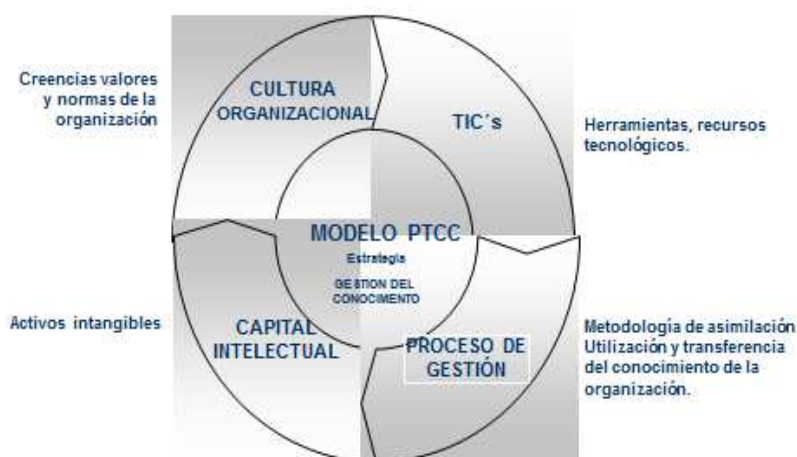 Creencias valores
y normas de la
organización
CULTURA
ORGANIZACIONAL
TIC´s
Herramientas, recursos
tecnológicos.
MODELO PTCC
Estrategia
GESTION DEL
CONOCIMENTO
Activos intangibles
CAPITAL
INTELECTUAL
PROCESO DE
GESTIÓN
Metodología de asimilación
Utilización y transferencia
del conocimiento de la
organización.